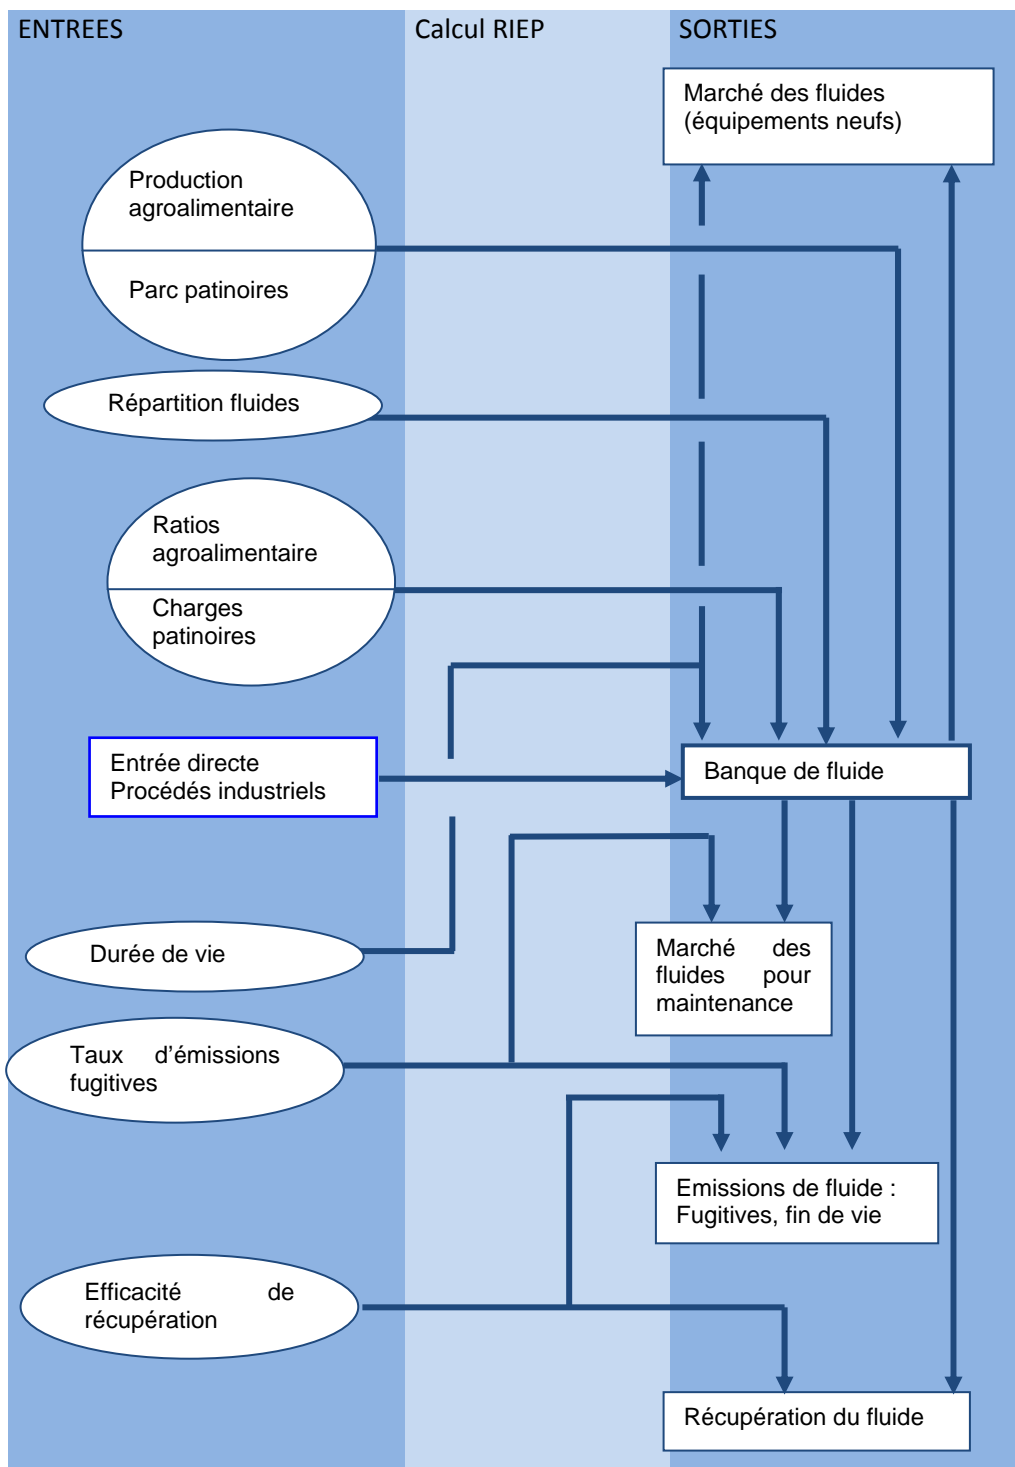 ENTREES
Calcul RIEP
SORTIES
Marché des fluides
(équipements neufs)
Production
agroalimentaire
Parc patinoires
Répartition fluides
Ratios
agroalimentaire
Charges
patinoires
Entrée directe
Procédés industriels
Banque de fluide
Durée de vie
Marché des
fluides pour
maintenance
Taux d'émissions
fugitives
Emissions de fluide :
Fugitives, fin de vie
Efficacité de
récupération
Récupération du fluide